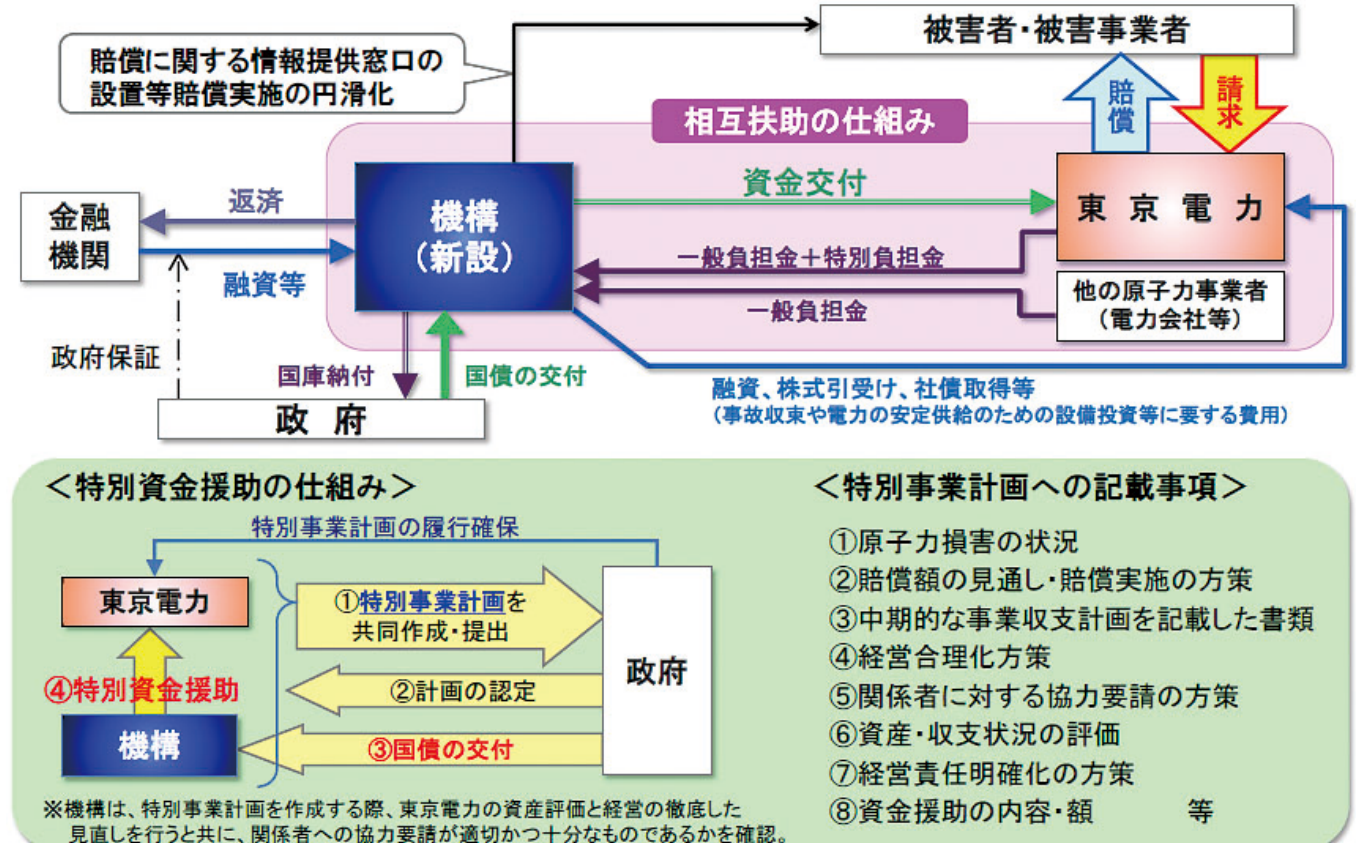 被害者・被害事業者
賠償に関する情報提供窓口の
設置等賠償実施の円滑化
賠償
請求
相互扶助の仕組み
金融
機関
返済
融資等
機構
(新設)
資金交付
東京電力
一般負担金+特別負担金
一般負担金
他の原子力事業者
(電力会社等)
政府保証
国庫納付
国債の交付
政府
融資、株式引受け、社債取得等
(事故収束や電力の安定供給のための設備投資等に要する費用)
<特別資金援助の仕組み>
特別事業計画の履行確保
東京電力
①特別事業計画を
共同作成・提出
②計画の認定
政府
④特別資金援助
機構
③国債の交付
※機構は、特別事業計画を作成する際、東京電力の資産評価と経営の徹底した
見直しを行うと共に、関係者への協力要請が適切かつ十分なものであるかを確認。
<特別事業計画への記載事項>
①原子力損害の状況
②賠償額の見通し・賠償実施の方策
③中期的な事業収支計画を記載した書類
④経営合理化方策
⑤関係者に対する協力要請の方策
⑥資産・収支状況の評価
⑦経営責任明確化の方策
⑧資金援助の内容・額 等